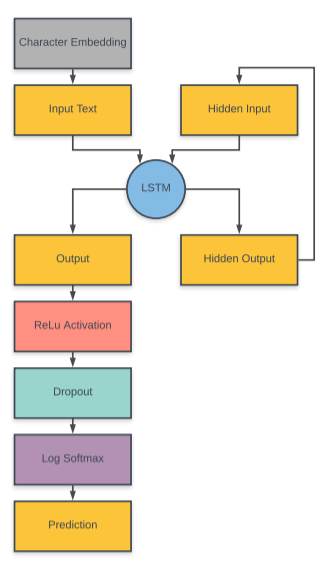 Character Embedding
Input Text
Hidden Input
LSTM
Output
Hidden Output
ReLu Activation
Dropout
Log Softmax
Prediction